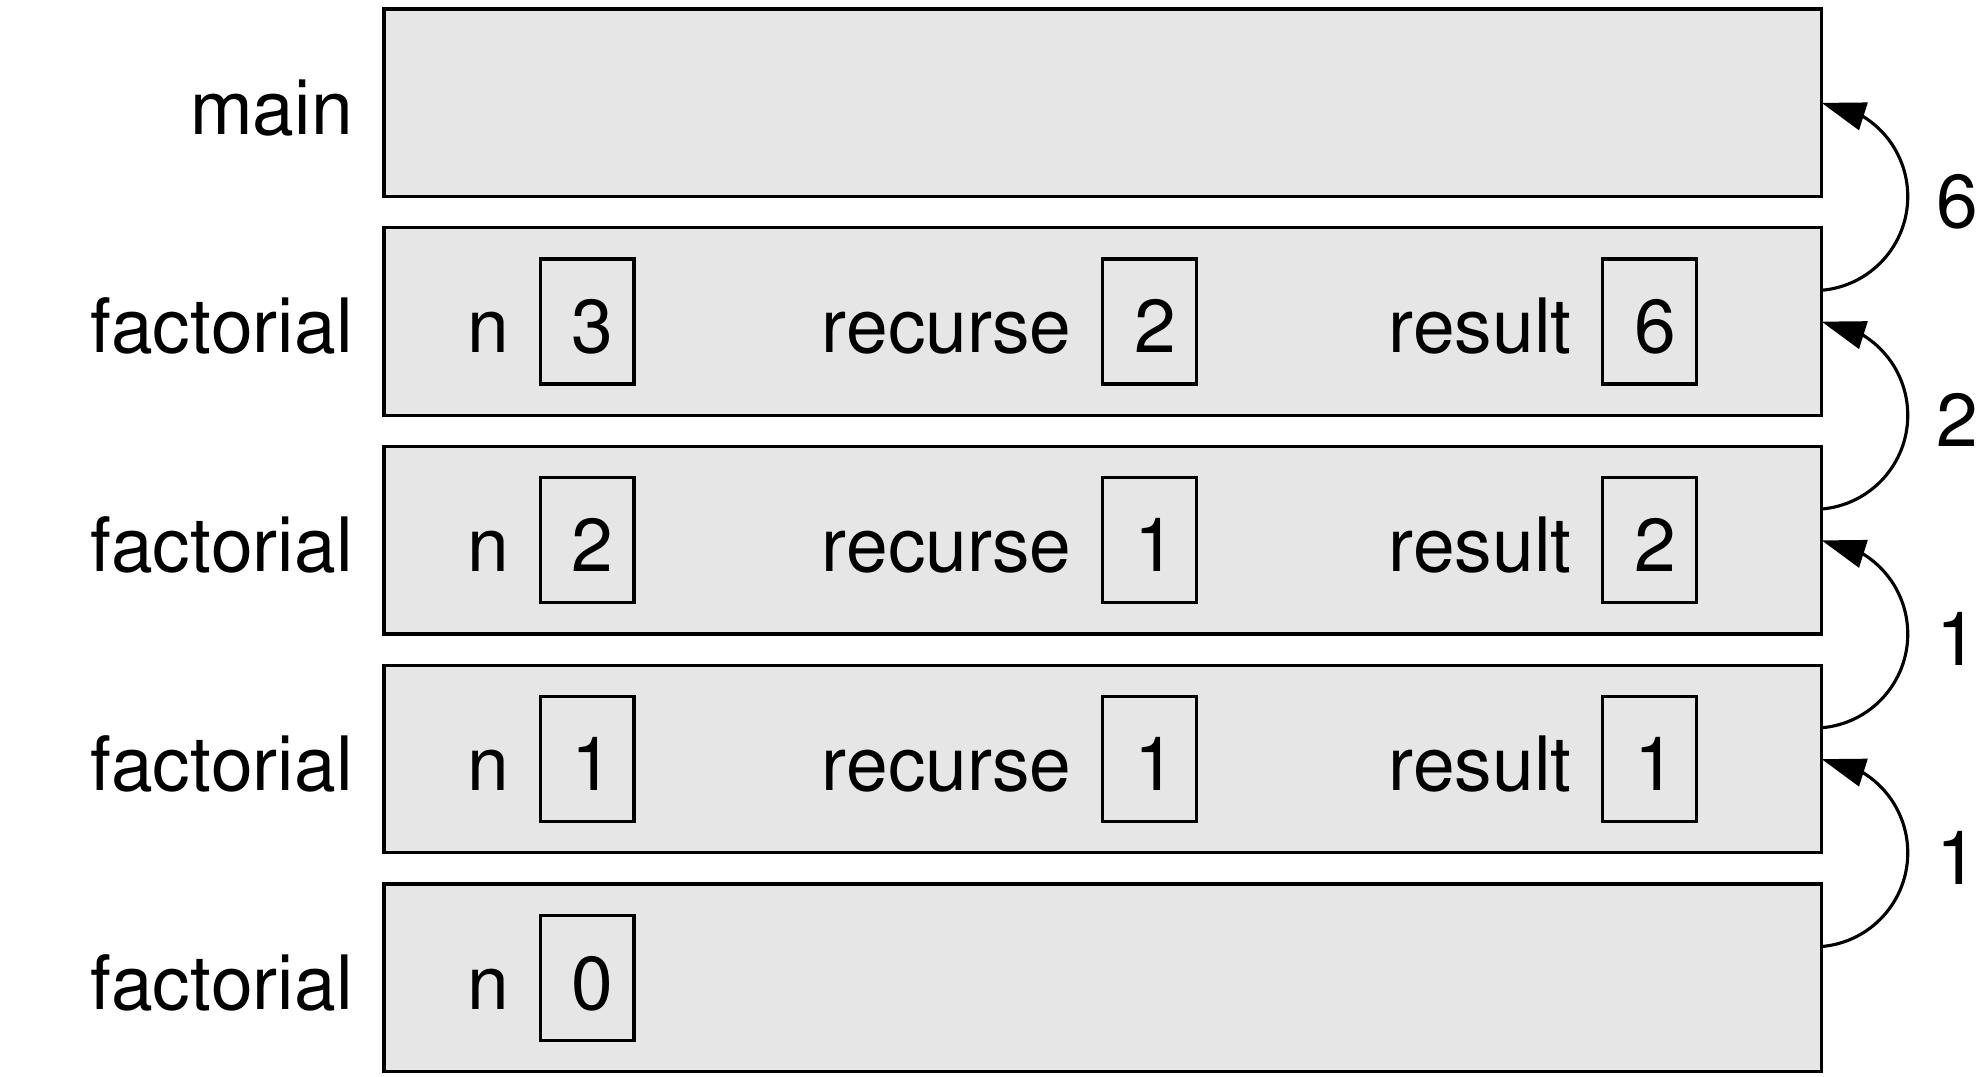 main
6
factorial n 3 recurse 2 result 6
2
factorial n 2 recurse 1 result 2
1
factorial n 1 recurse 1 result 1
1
factorial n 0